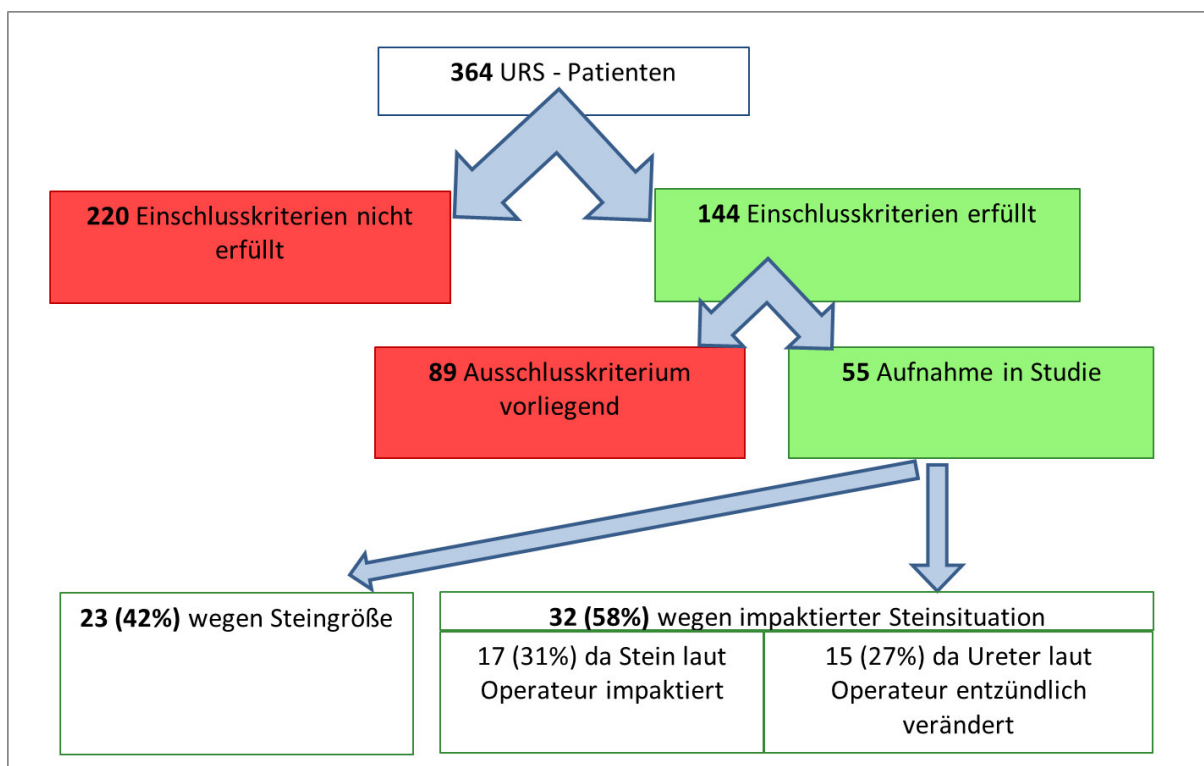 364 URS - Patienten
220 Einschlusskriterien nicht
erfüllt
144 Einschlusskriterien erfüllt
89 Ausschlusskriterium
vorliegend
55 Aufnahme in Studie
23 (42%) wegen Steingröße
32 (58%) wegen impaktierter Steinsituation
17 (31%) da Stein laut
Operateur impaktiert
15 (27%) da Ureter laut
Operateur entzündlich
verändert